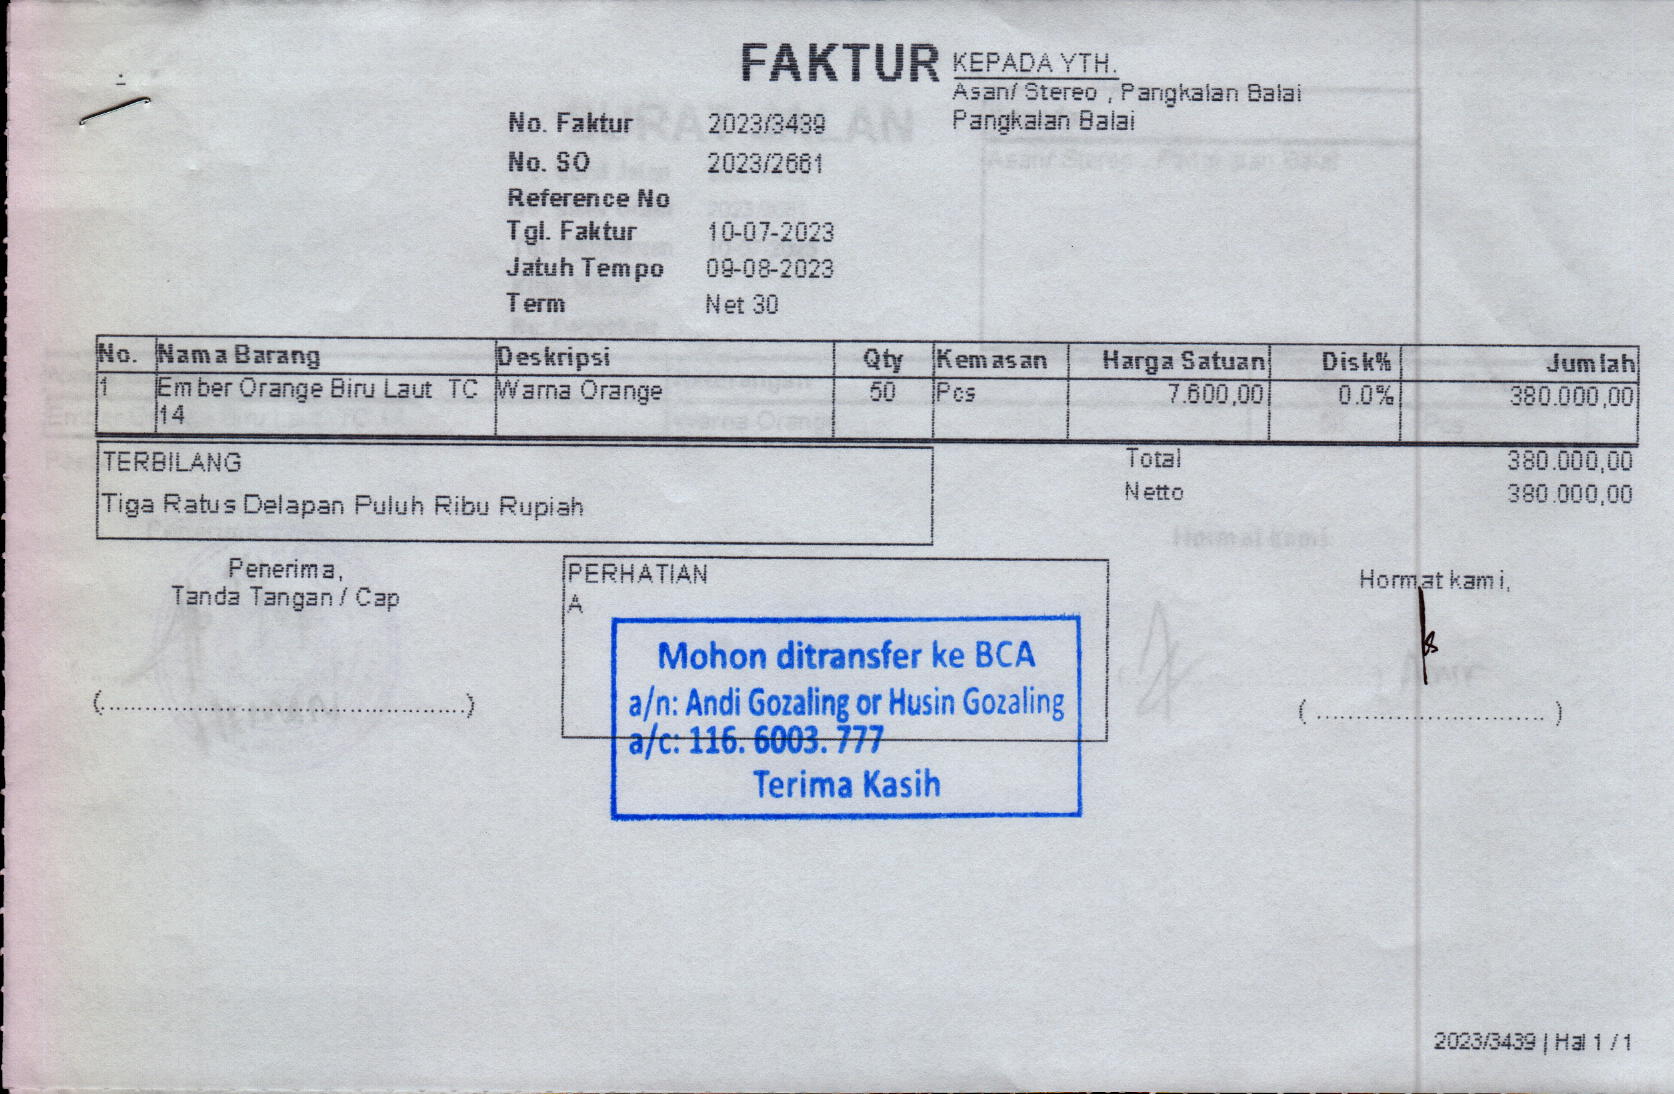 FAKTUR
KEPADA YTH.
Asan/ Stereo , Pangkalan Balai
Pangkalan Balai
No. Faktur 2023/3439
No. SO 2023/2661
Reference No
Tgl. Faktur 10-07-2023
Jatuh Tempo 09-08-2023
Term Net 30
No. Nama Barang Deskripsi Qty Kemasan Harga Satuan Disk% Jumlah
1 Ember Orange Biru Laut TC Warna Orange 50 Pcs 7.600,00 0.0% 380.000,00
14
TERBILANG
Tiga Ratus Delapan Puluh Ribu Rupiah
Total 380.000,00
Netto 380.000,00
Penerima,
Tanda Tangan / Cap
(..............................................)
PERHATIAN
A
Mohon ditransfer ke BCA
a/n: Andi Gozaling or Husin Gozaling
a/c: 116. 6003. 777
Terima Kasih
Hormat kami,
( ............................. )
2023/3439 | Hal 1 / 1